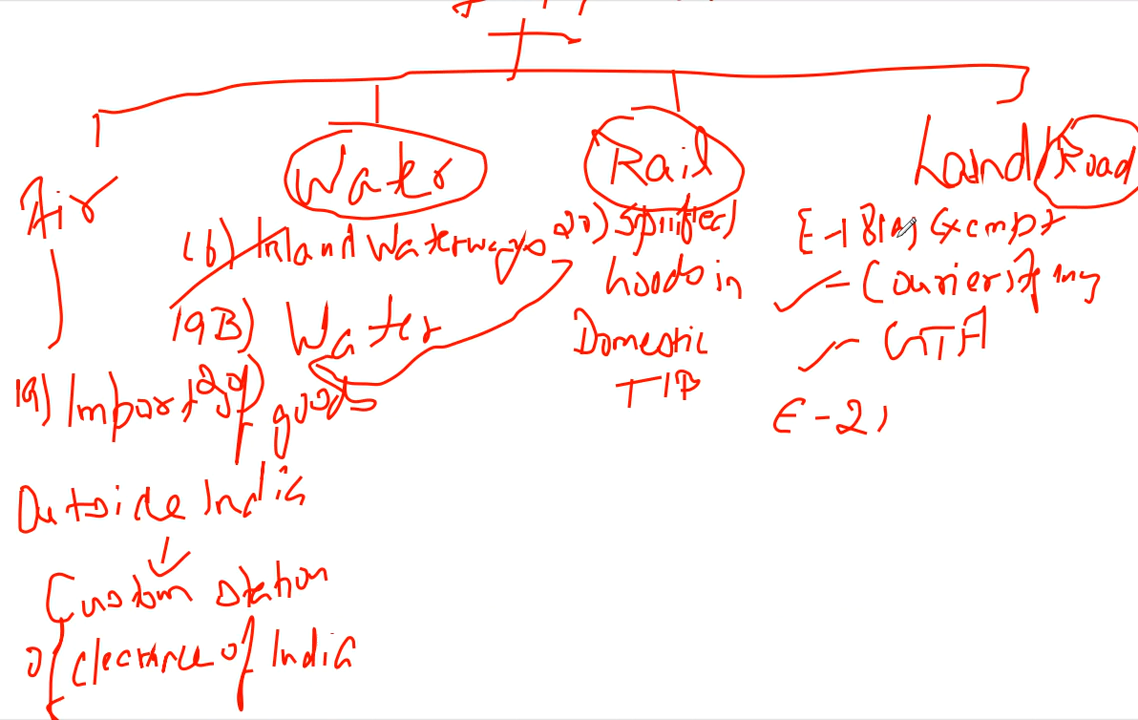 Air
Water
Rail
Land/Road
(b) Inland Waterways
19B) Water
19) Import of goods
Outside India
Custom station
of clearance of India
20) Specified
Goods in
Domestic
TIP
E-18(A) Exempt
- Courier Agency
- GTA
E-21